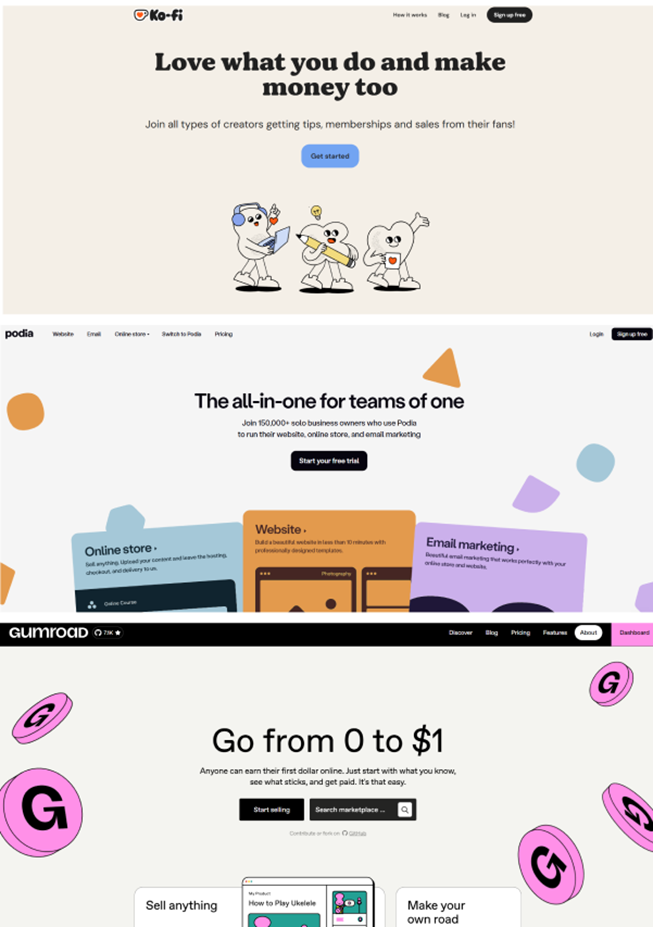 Ko-fi
How it works Blog Log in Sign up free
Love what you do and make
money too
Join all types of creators getting tips, memberships and sales from their fans!
Get started
podia Website Email Online store Switch to Podia Pricing Login Sign up free
The all-in-one for teams of one
Join 150,000+ solo business owners who use Podia
to run their website, online store, and email marketing
Start your free trial
Online store
Sell anything. Upload your content and leave the hosting,
checkout, and delivery to us.
Online Course
Website
Build a beautiful website in less than 10 minutes with
professionally-designed templates.
Photography
Email marketing
Beautiful email marketing that works perfectly with your
online store and website.
GUMROAD Discover Blog Pricing Features About Dashboard
G
G
Go from 0 to $1
Anyone can earn their first dollar online. Just start with what you know,
see what sticks, and get paid. It's that easy.
G
G
Start selling Search marketplace ...
G
Contribute or fork on GitHub
Sell anything
My Product
How to Play Ukelele
Make your
own road